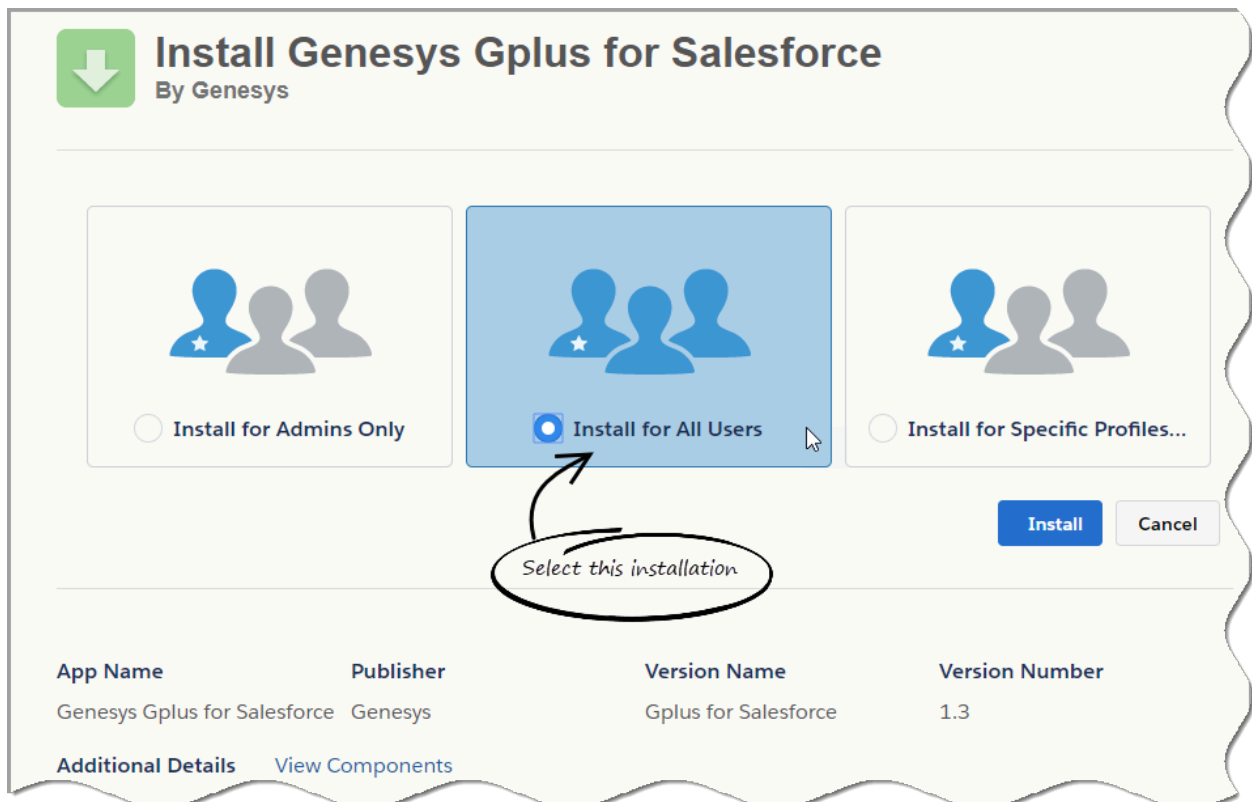 Install Genesys Gplus for Salesforce
By Genesys
Install for Admins Only
Install for All Users
Install for Specific Profiles...
Install
Cancel
Select this installation
App Name
Publisher
Version Name
Version Number
Genesys Gplus for Salesforce
Genesys
Gplus for Salesforce
1.3
Additional Details
View Components